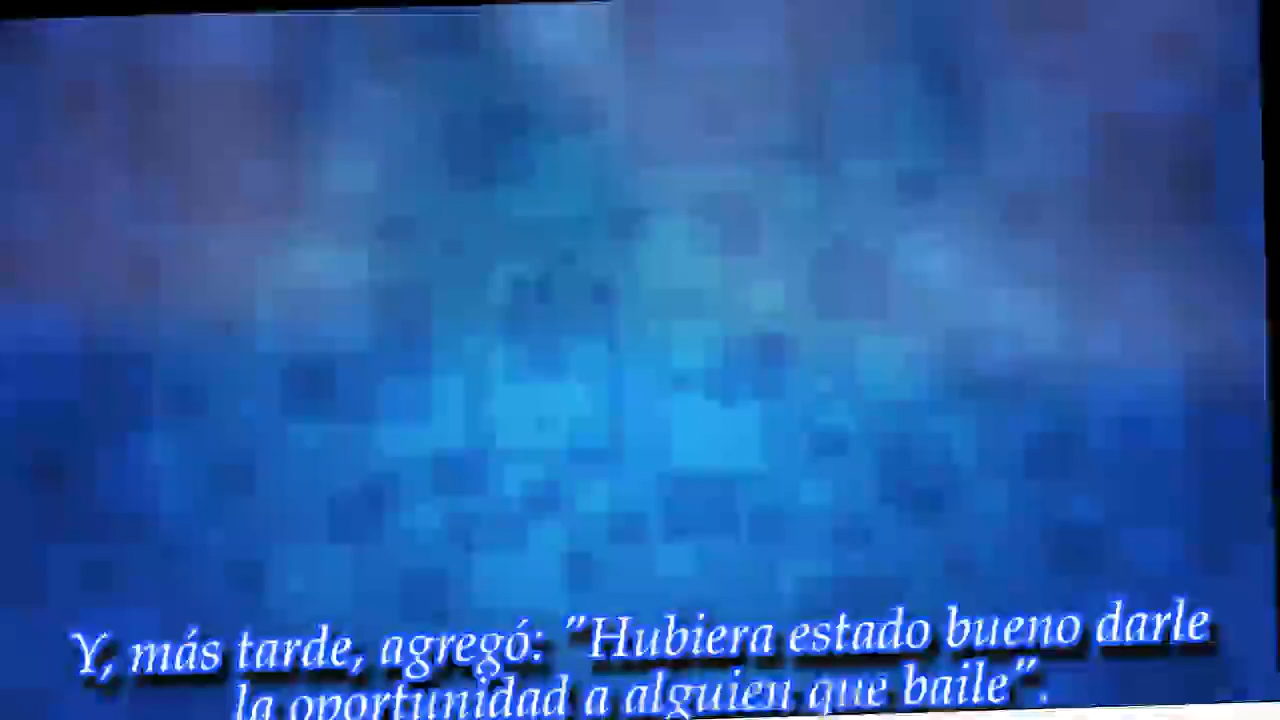 Y, más tarde, agregó: "Hubiera estado bueno darle
la oportunidad a alguien que baile".